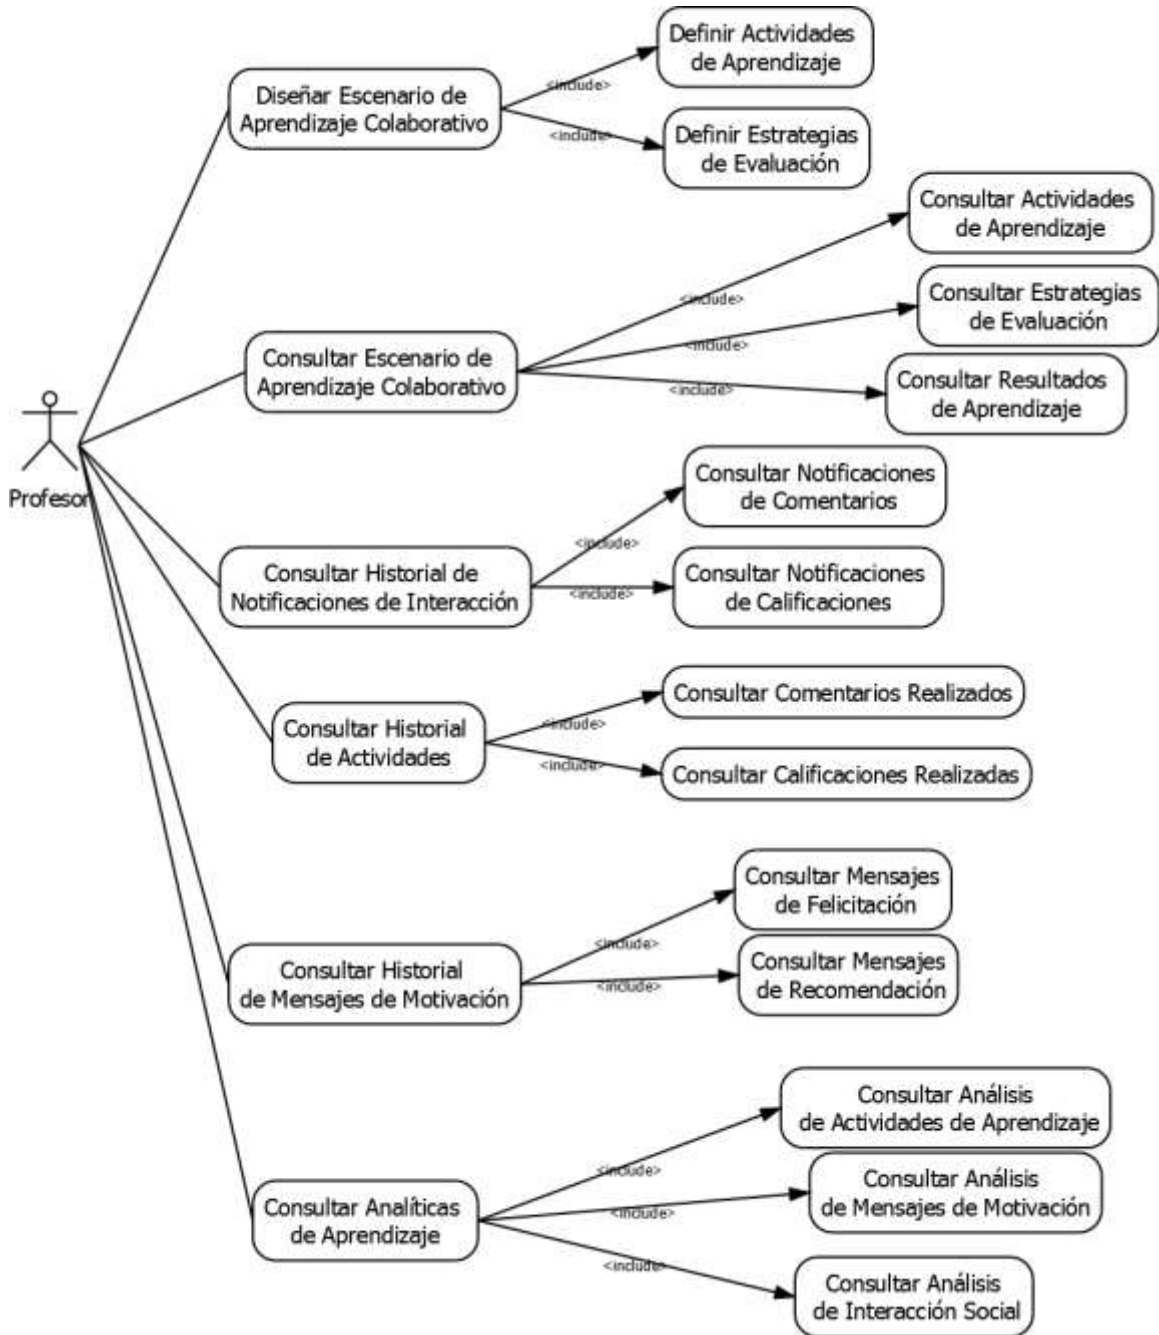 Definir Actividades
de Aprendizaje
<include>
Diseñar Escenario de
Aprendizaje Colaborativo
<include>
Definir Estrategias
de Evaluación
Consultar Actividades
de Aprendizaje
<include>
Consultar Estrategias
de Evaluación
Consultar Escenario de
Aprendizaje Colaborativo
<include>
<include>
Consultar Resultados
de Aprendizaje
Profesor
Consultar Notificaciones
de Comentarios
<include>
Consultar Historial de
Notificaciones de Interacción
<include>
Consultar Notificaciones
de Calificaciones
Consultar Comentarios Realizados
<include>
Consultar Historial
de Actividades
<include>
Consultar Calificaciones Realizadas
Consultar Mensajes
de Felicitación
<include>
Consultar Historial
de Mensajes de Motivación
<include>
Consultar Mensajes
de Recomendación
Consultar Análisis
de Actividades de Aprendizaje
<include>
Consultar Analíticas
de Aprendizaje
<include>
Consultar Análisis
de Mensajes de Motivación
<include>
Consultar Análisis
de Interacción Social